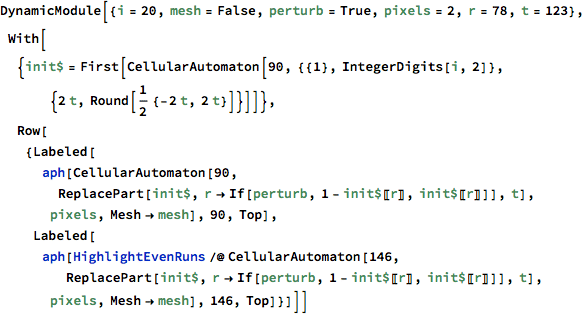 DynamicModule[{i = 20, mesh = False, perturb = True, pixels = 2, r = 78, t = 123},
With[
{init$ = First[CellularAutomaton[90, {{1}, IntegerDigits[i, 2]},
{2 t, Round[1/2 {-2 t, 2 t}]}]]},
Row[
{Labeled[
aph[CellularAutomaton[90,
ReplacePart[init$, r → If[perturb, 1 - init$〚r〛, init$〚r〛]], t],
pixels, Mesh → mesh], 90, Top],
Labeled[
aph[HighlightEvenRuns /@ CellularAutomaton[146,
ReplacePart[init$, r → If[perturb, 1 - init$〚r〛, init$〚r〛]], t],
pixels, Mesh → mesh], 146, Top]}]]]